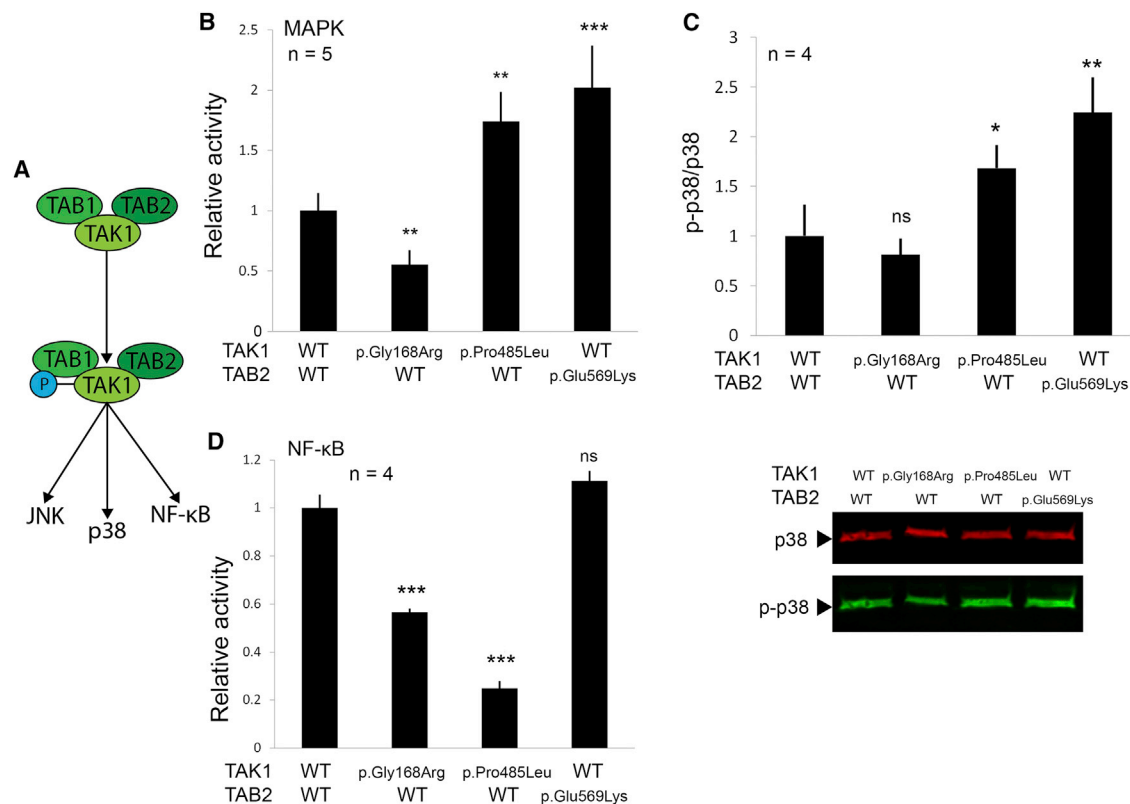 A
TAB1 TAB2
TAK1
TAB1 TAB2
P TAK1
JNK p38 NF-κB
B
MAPK
n = 5
Relative activity
2.5
2
1.5
1
0.5
0
** ** ***
TAK1 WT p.Gly168Arg p.Pro485Leu WT
TAB2 WT WT WT p.Glu569Lys
C
n = 4
p-p38/p38
3
2.5
2
1.5
1
0.5
0
ns * **
TAK1 WT p.Gly168Arg p.Pro485Leu WT
TAB2 WT WT WT p.Glu569Lys
TAK1 WT p.Gly168Arg p.Pro485Leu WT
TAB2 WT WT WT p.Glu569Lys
p38
p-p38
D
NF-κB
n = 4
Relative activity
1.2
1
0.8
0.6
0.4
0.2
0
*** *** ns
TAK1 WT p.Gly168Arg p.Pro485Leu WT
TAB2 WT WT WT p.Glu569Lys